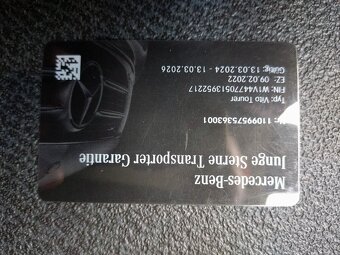 Mercedes-Benz
Junge Sterne Transporter Garantie
11099575363001
Typ: Vito Tourer
FIN: W1V44770513952217
EZ: 09.02.2022
Gültig: 13.03.2024 - 13.03.2026